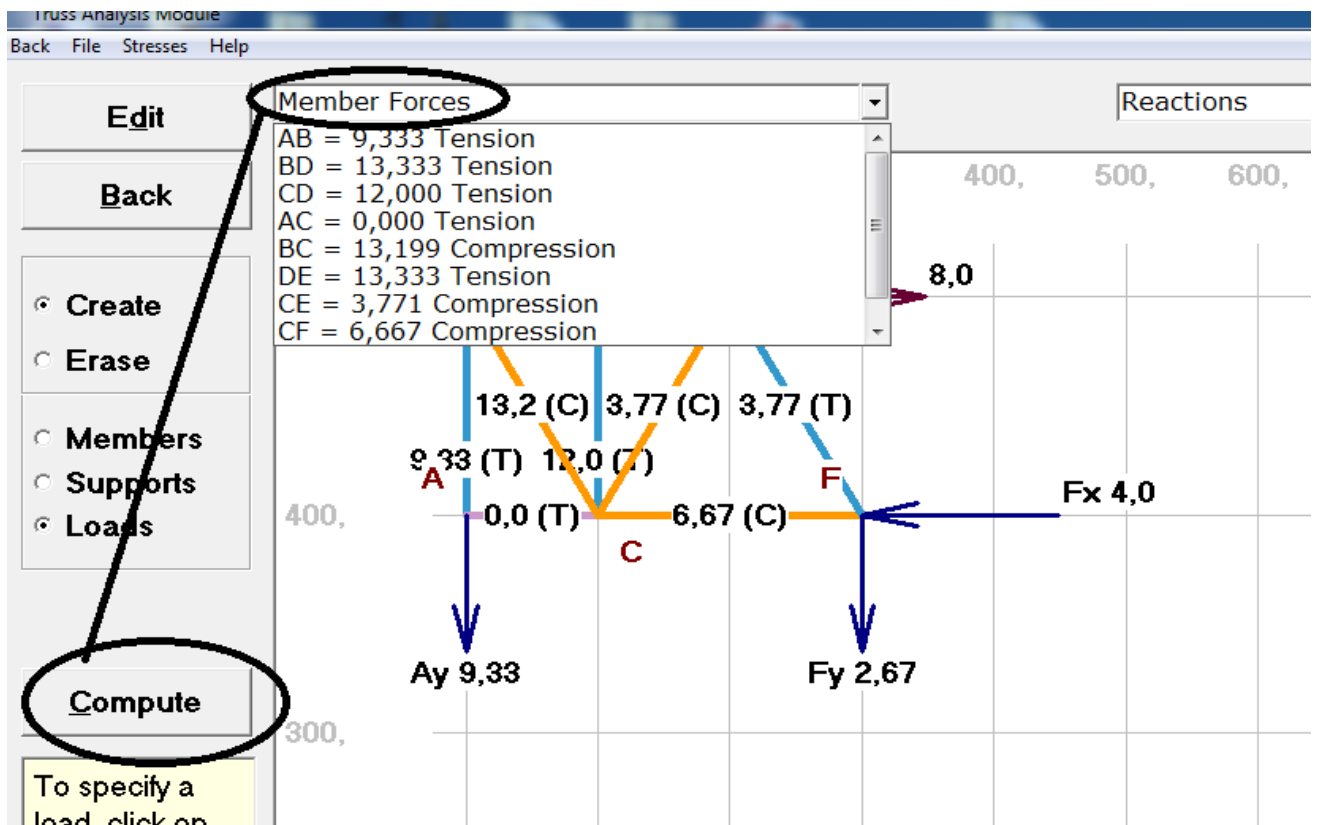 Truss Analysis Module
Back File Stresses Help
Edit
Member Forces
Reactions
AB = 9,333 Tension
BD = 13,333 Tension
CD = 12,000 Tension
AC = 0,000 Tension
BC = 13,199 Compression
DE = 13,333 Tension
CE = 3,771 Compression
CF = 6,667 Compression
Back
400,
500,
600,
8,0
Create
Erase
13,2 (C)
3,77 (C)
3,77 (T)
Members
Supports
Loads
9,33 (T)
12,0 (T)
A
F
Fx 4,0
400,
0,0 (T)
6,67 (C)
C
Ay 9,33
Fy 2,67
Compute
300,
To specify a
load, click on